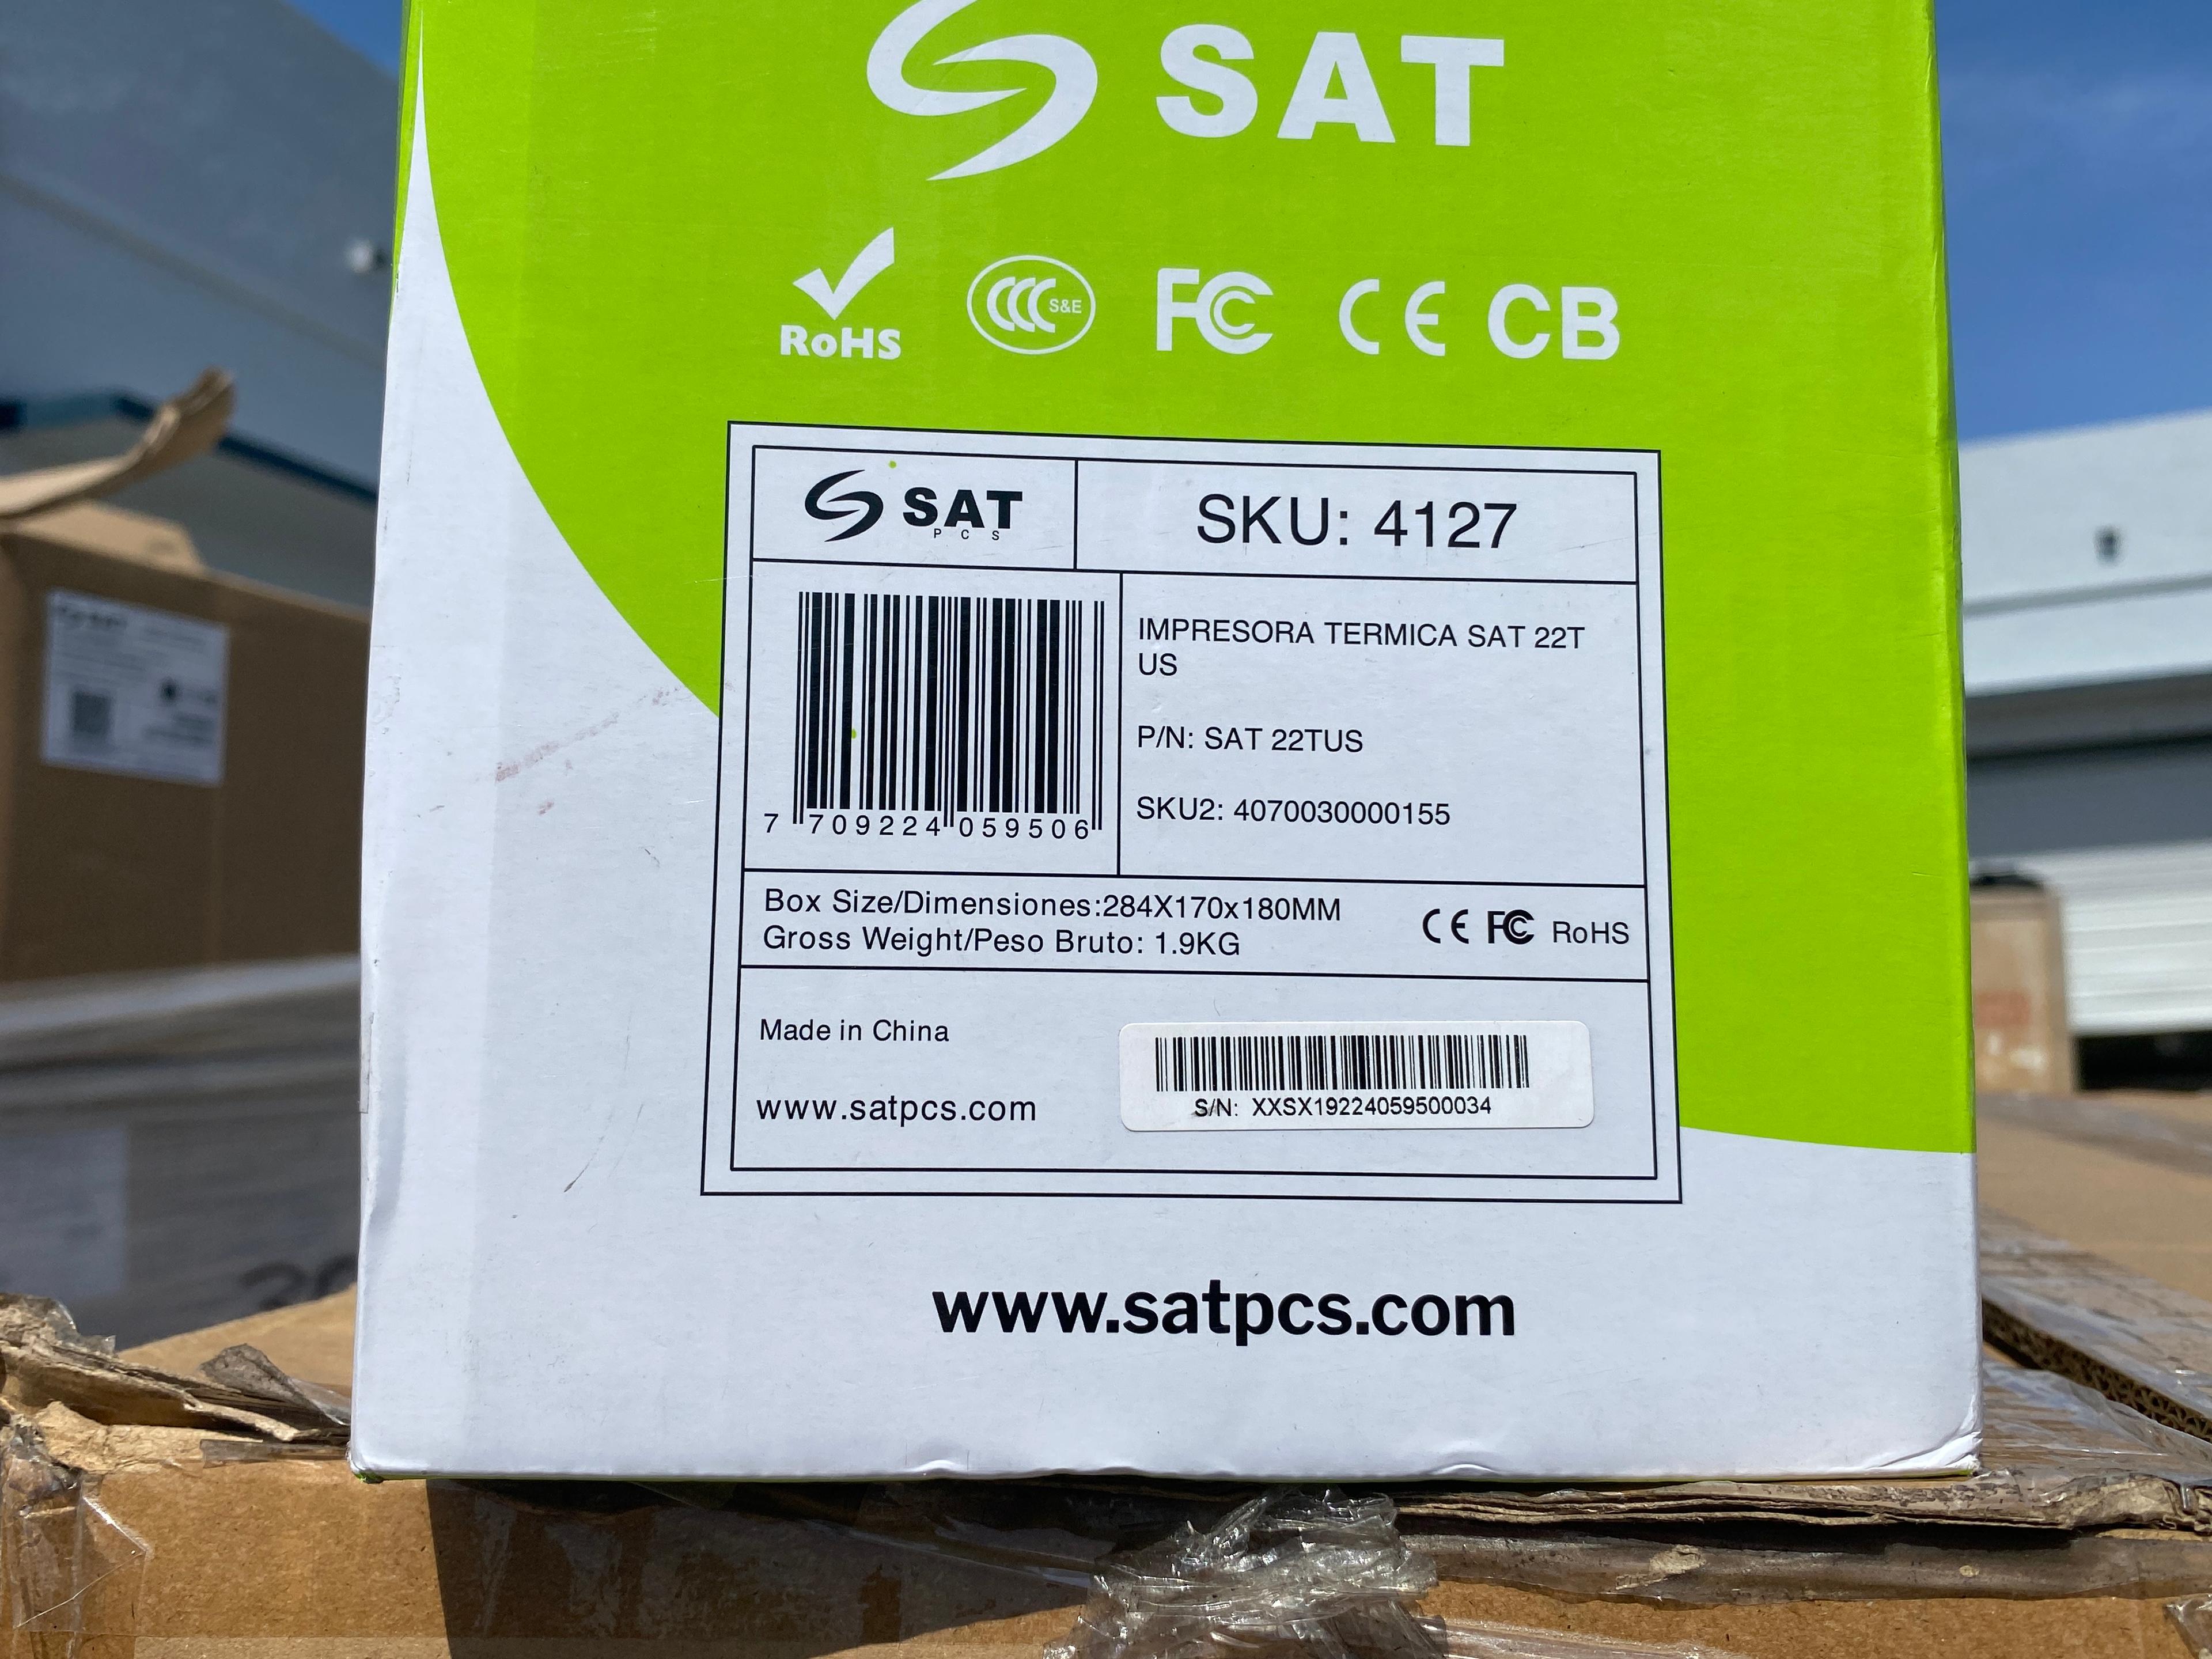 SAT
RoHS
CCC S&E
FC
CE
CB
SAT
PCS
SKU: 4127
IMPRESORA TERMICA SAT 22T
US
P/N: SAT 22TUS
SKU2: 4070030000155
7 709224 059506
Box Size/Dimensiones:284X170x180MM
Gross Weight/Peso Bruto: 1.9KG
CE FC RoHS
Made in China
www.satpcs.com
S/N: XXSX19224059500034
www.satpcs.com